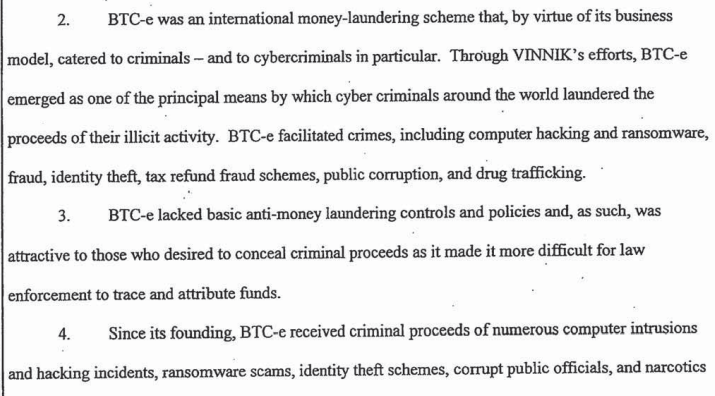 2. BTC-e was an international money-laundering scheme that, by virtue of its business
model, catered to criminals – and to cybercriminals in particular. Through VINNIK's efforts, BTC-e
emerged as one of the principal means by which cyber criminals around the world laundered the
proceeds of their illicit activity. BTC-e facilitated crimes, including computer hacking and ransomware,
fraud, identity theft, tax refund fraud schemes, public corruption, and drug trafficking.
3. BTC-e lacked basic anti-money laundering controls and policies and, as such, was
attractive to those who desired to conceal criminal proceeds as it made it more difficult for law
enforcement to trace and attribute funds.
4. Since its founding, BTC-e received criminal proceeds of numerous computer intrusions
and hacking incidents, ransomware scams, identity theft schemes, corrupt public officials, and narcotics